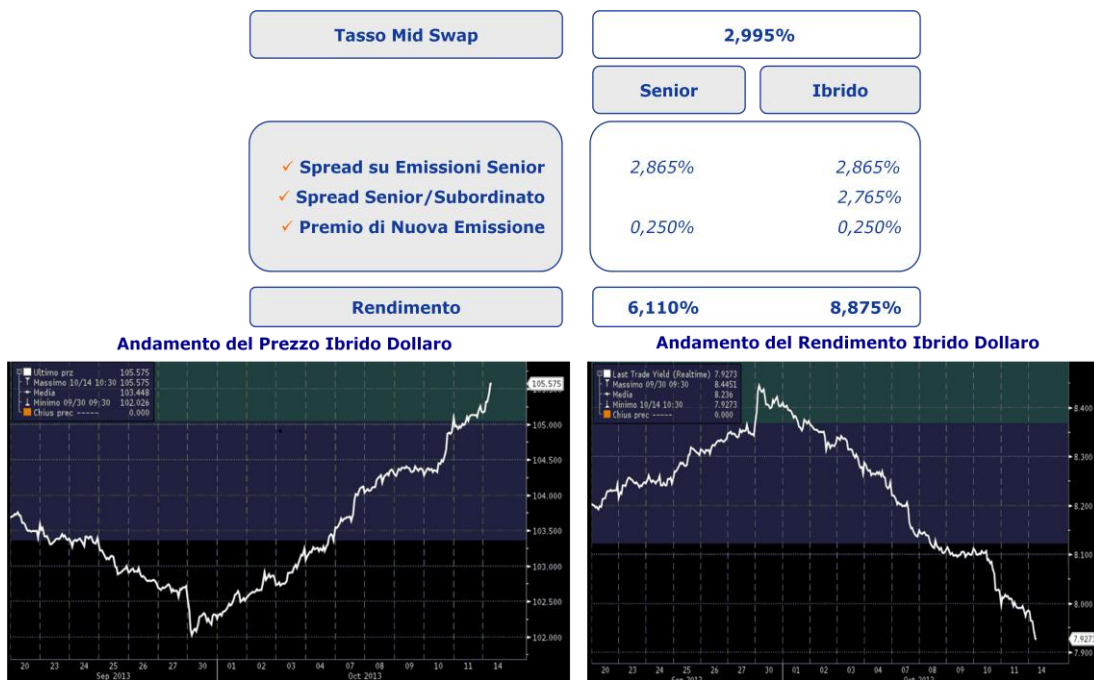 Tasso Mid Swap 2,995%
Senior Ibrido
✓ Spread su Emissioni Senior 2,865% 2,865%
✓ Spread Senior/Subordinato 2,765%
✓ Premio di Nuova Emissione 0,250% 0,250%
Rendimento 6,110% 8,875%
Andamento del Prezzo Ibrido Dollaro
Ultimo prz 105.575
Massimo 10/14 10:30 105.575
Media 103.448
Minimo 09/30 09:30 102.026
Chius prec ----- 0.000
105.575
105.000
104.500
104.000
103.500
103.000
102.500
102.000
20 23 24 25 26 27 30 01 02 03 04 07 08 09 10 11 14
Sep 2013 Oct 2013
Andamento del Rendimento Ibrido Dollaro
Last Trade Yield (Realtime) 7.9273
Massimo 09/30 09:30 8.4451
Media 8.236
Minimo 10/14 10:30 7.9273
Chius prec ----- 0.000
8.400
8.300
8.200
8.100
8.000
7.9273
7.900
20 23 24 25 26 27 30 01 02 03 04 07 08 09 10 11 14
Sep 2013 Oct 2013